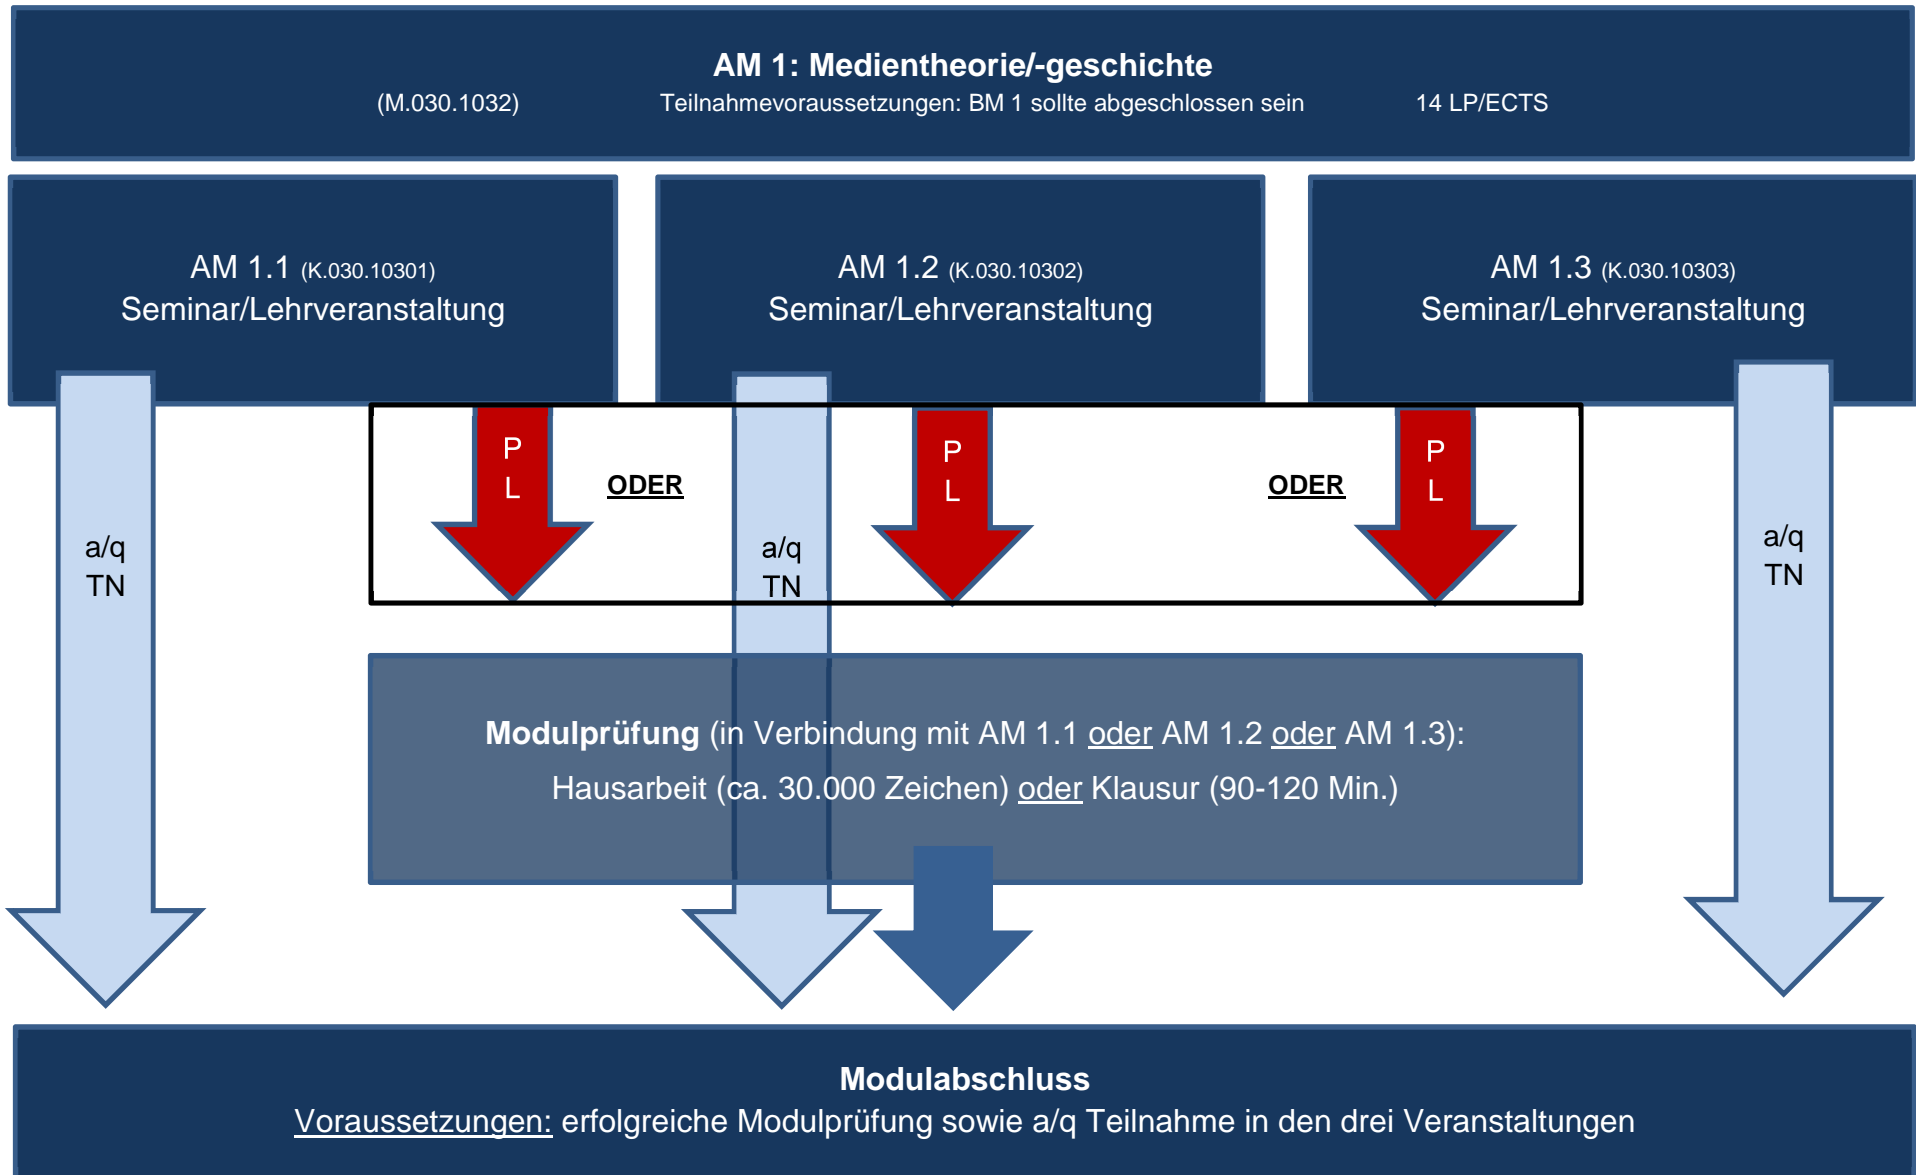 AM 1: Medientheorie/-geschichte
(M.030.1032) Teilnahmevoraussetzungen: BM 1 sollte abgeschlossen sein 14 LP/ECTS
AM 1.1 (K.030.10301)
Seminar/Lehrveranstaltung
AM 1.2 (K.030.10302)
Seminar/Lehrveranstaltung
AM 1.3 (K.030.10303)
Seminar/Lehrveranstaltung
a/q
TN
P
L
ODER
a/q
TN
P
L
ODER
P
L
a/q
TN
Modulprüfung (in Verbindung mit AM 1.1 oder AM 1.2 oder AM 1.3):
Hausarbeit (ca. 30.000 Zeichen) oder Klausur (90-120 Min.)
Modulabschluss
Voraussetzungen: erfolgreiche Modulprüfung sowie a/q Teilnahme in den drei Veranstaltungen